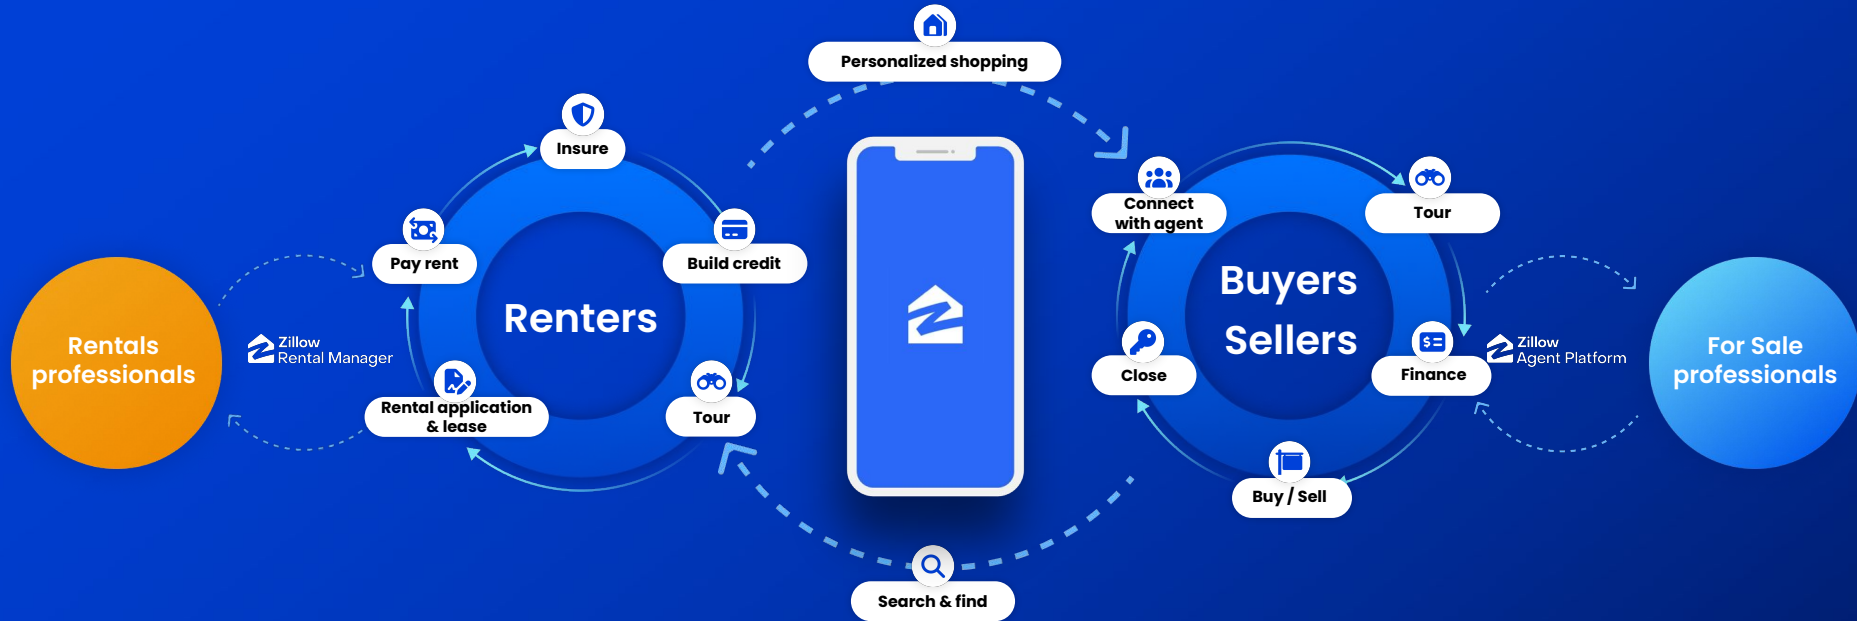 Personalized shopping
Insure
Pay rent
Build credit
Renters
Rental application
& lease
Tour
Rentals
professionals
Zillow
Rental Manager
Connect
with agent
Tour
Buyers
Sellers
Close
Finance
Buy / Sell
Zillow
Agent Platform
For Sale
professionals
Search & find